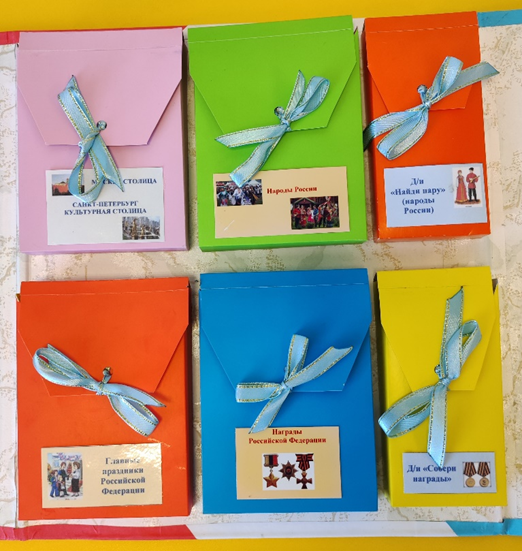 СТОЛИЦА
САНКТ-ПЕТЕРБУРГ
КУЛЬТУРНАЯ СТОЛИЦА
Народы России
Д/и
«Найди пару»
(народы
России)
Главные
праздники
Российской
Федерации
Награды
Российской Федерации
Д/и «Собери
награды»